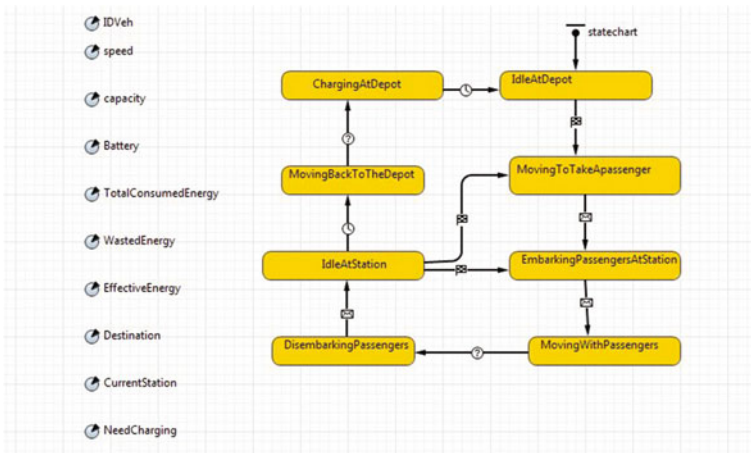 IDVeh
speed
capacity
Battery
TotalConsumedEnergy
WastedEnergy
EffectiveEnergy
Destination
CurrentStation
NeedCharging
statechart
ChargingAtDepot
IdleAtDepot
MovingBackToTheDepot
MovingToTakeApassenger
IdleAtStation
EmbarkingPassengersAtStation
DisembarkingPassengers
MovingWithPassengers